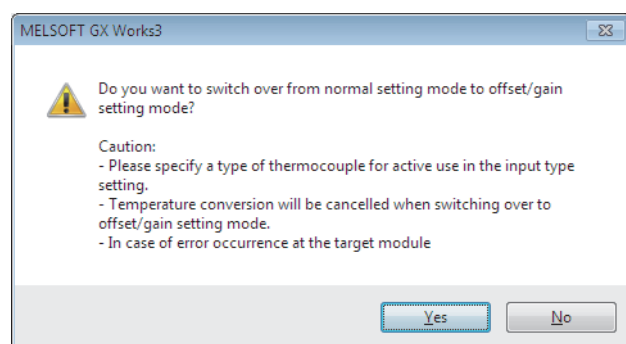 MELSOFT GX Works3
Do you want to switch over from normal setting mode to offset/gain
setting mode?
Caution:
- Please specify a type of thermocouple for active use in the input type
setting.
- Temperature conversion will be cancelled when switching over to
offset/gain setting mode.
- In case of error occurrence at the target module
Yes
No